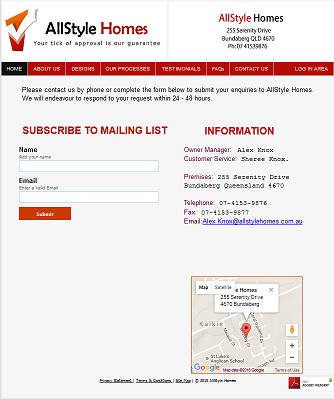 AllStyle Homes
Your tick of approval is our guarantee
AllStyle Homes
255 Serenity Drive
Bundaberg QLD 4670
Ph: 07 41539876
HOME ABOUT US DESIGNS OUR PROCESSES TESTIMONIALS FAQs CONTACT US LOG IN AREA
Please contact us by phone or complete the form below to submit your enquiries to AllStyle Homes.
We will endeavour to respond to your request within 24 - 48 hours.
SUBSCRIBE TO MAILING LIST
Name
Add your name
Email
Enter a Valid Email
Submit
INFORMATION
Owner Manager: Alex Knox
Customer Service: Sheree Knox.
Premises: 255 Serenity Drive
Bundaberg Queensland 4670
Telephone: 07-4153-9876
Fax: 07-4153-9877
Email:Alex Knox@allstylehomes.com.au
Map Satellite
le Homes
255 Serenity Drive
4670 Bundaberg
Kalkie
St Luke's
Anglican School
Google
Map data ©2016 Google Terms of Use
Privacy Statement | Terms & Conditions | Site Map | © 2015 AllStyle Homes
ADOBE READER